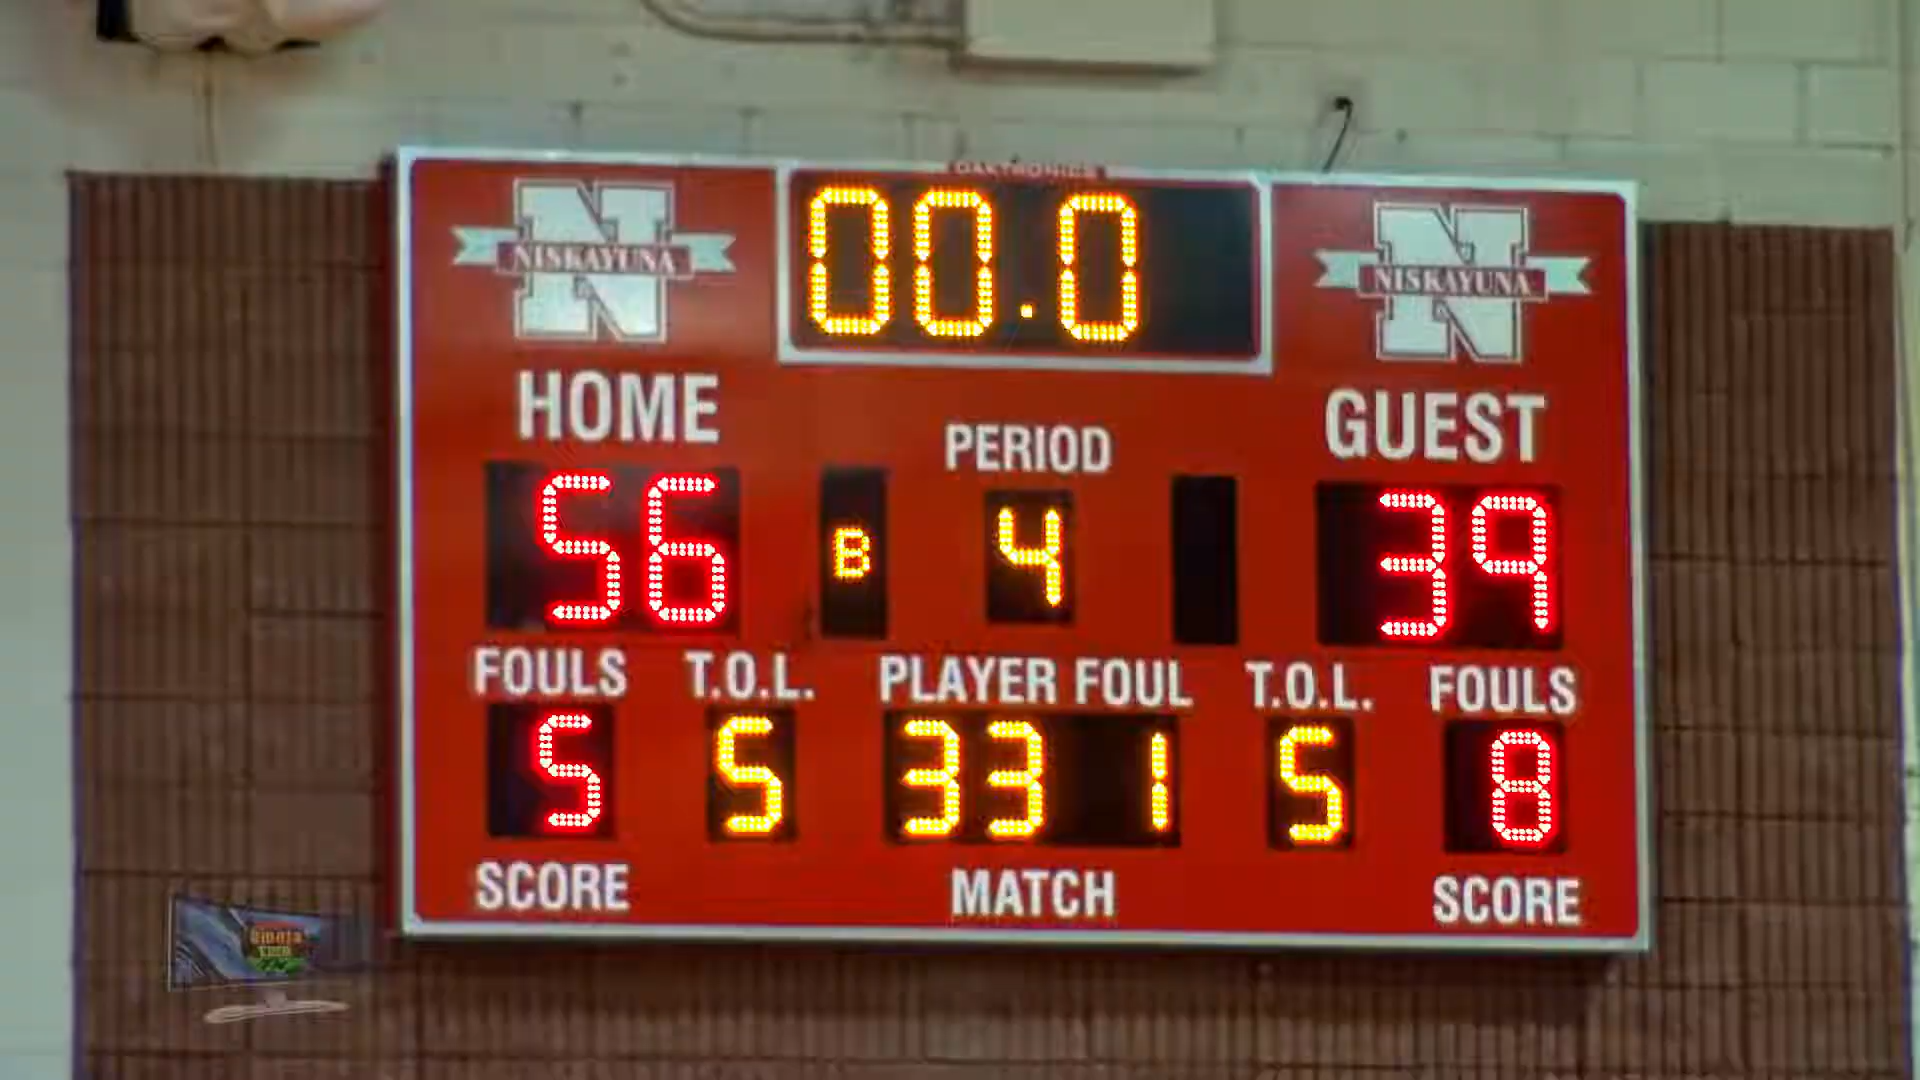 DAKTRONICS
NISKAYUNA 00.0 NISKAYUNA
HOME GUEST
PERIOD
56 B 4 39
FOULS T.O.L. PLAYER FOUL T.O.L. FOULS
5 5 33 1 5 8
SCORE MATCH SCORE